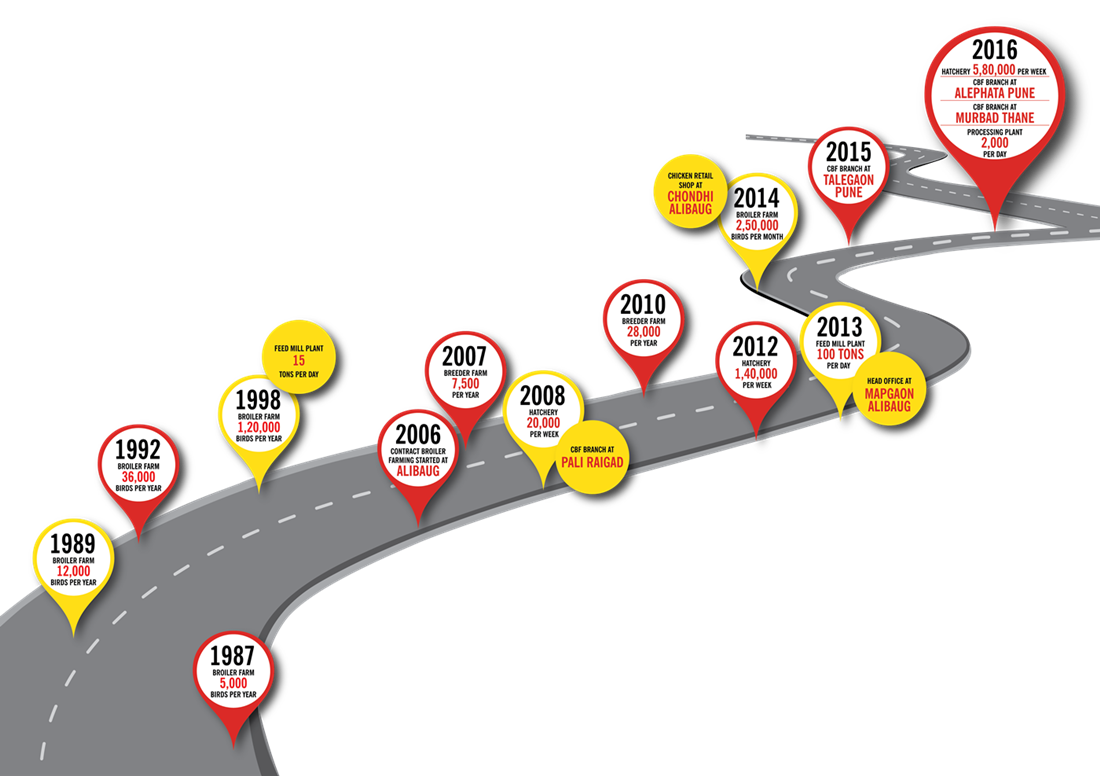 1987
BROILER FARM
5,000
BIRDS PER YEAR
1989
BROILER FARM
12,000
BIRDS PER YEAR
1992
BROILER FARM
36,000
BIRDS PER YEAR
1998
BROILER FARM
1,20,000
BIRDS PER YEAR
FEED MILL PLANT
15
TONS PER DAY
2006
CONTRACT BROILER
FARMING STARTED AT
ALIBAUG
2007
BREEDER FARM
7,500
PER YEAR
2008
HATCHERY
20,000
PER WEEK
CBF BRANCH AT
PALI RAIGAD
2010
BREEDER FARM
28,000
PER YEAR
2012
HATCHERY
1,40,000
PER WEEK
2013
FEED MILL PLANT
100 TONS
PER DAY
HEAD OFFICE AT
MAPGAON
ALIBAUG
2014
BROILER FARM
2,50,000
BIRDS PER MONTH
CHICKEN RETAIL
SHOP AT
CHONDHI
ALIBAUG
2015
CBF BRANCH AT
TALEGAON
PUNE
2016
HATCHERY 5,80,000 PER WEEK
CBF BRANCH AT
ALEPHATA PUNE
CBF BRANCH AT
MURBAD THANE
PROCESSING PLANT
2,000
PER DAY